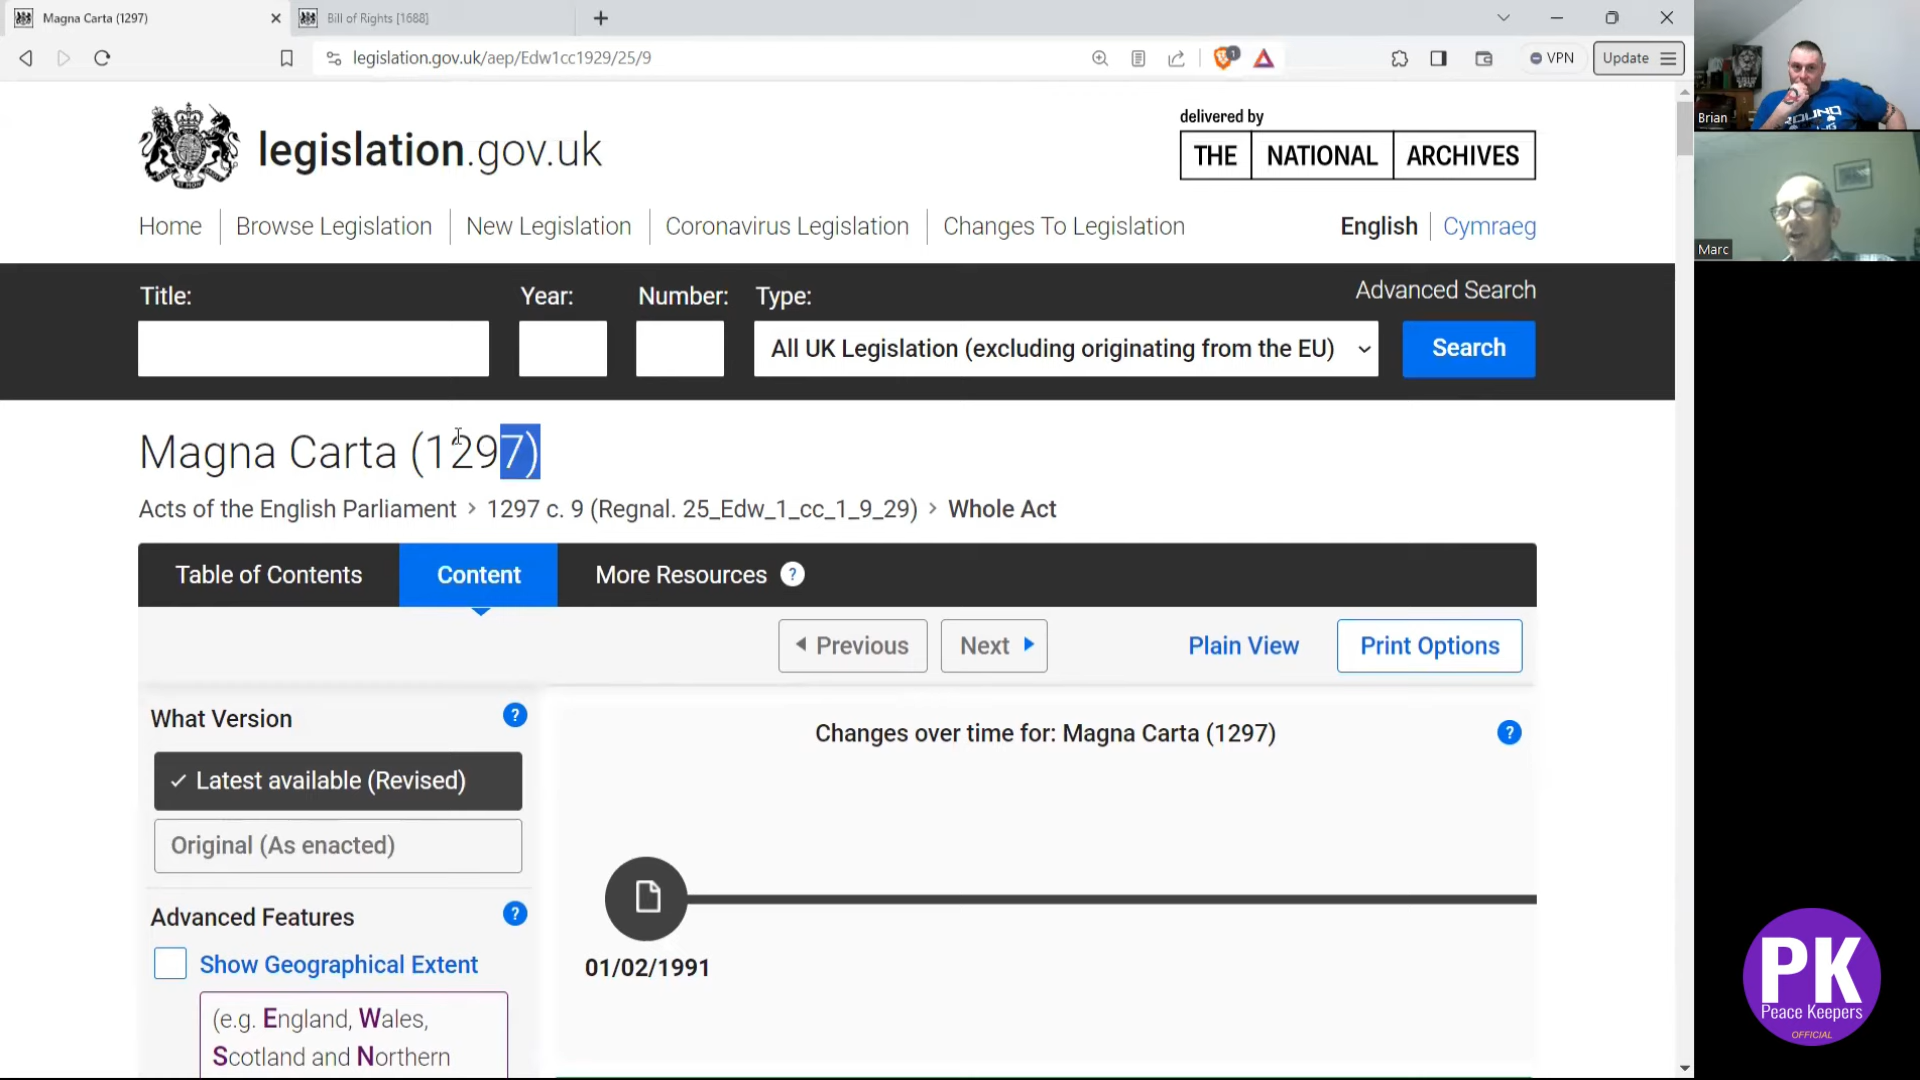 Magna Carta (1297)
Bill of Rights [1688]
legislation.gov.uk/aep/Edw1cc1929/25/9
1
VPN
Update
legislation.gov.uk
delivered by
THE NATIONAL ARCHIVES
Home
Browse Legislation
New Legislation
Coronavirus Legislation
Changes To Legislation
English
Cymraeg
Title:
Year:
Number:
Type:
Advanced Search
All UK Legislation (excluding originating from the EU)
Search
Magna Carta (1297)
Acts of the English Parliament > 1297 c. 9 (Regnal. 25_Edw_1_cc_1_9_29) > Whole Act
Table of Contents
Content
More Resources ?
Previous
Next
Plain View
Print Options
What Version ?
✓ Latest available (Revised)
Original (As enacted)
Advanced Features ?
Show Geographical Extent
(e.g. England, Wales,
Scotland and Northern
Changes over time for: Magna Carta (1297) ?
01/02/1991
Brian
Marc
PK
Peace Keepers
OFFICIAL